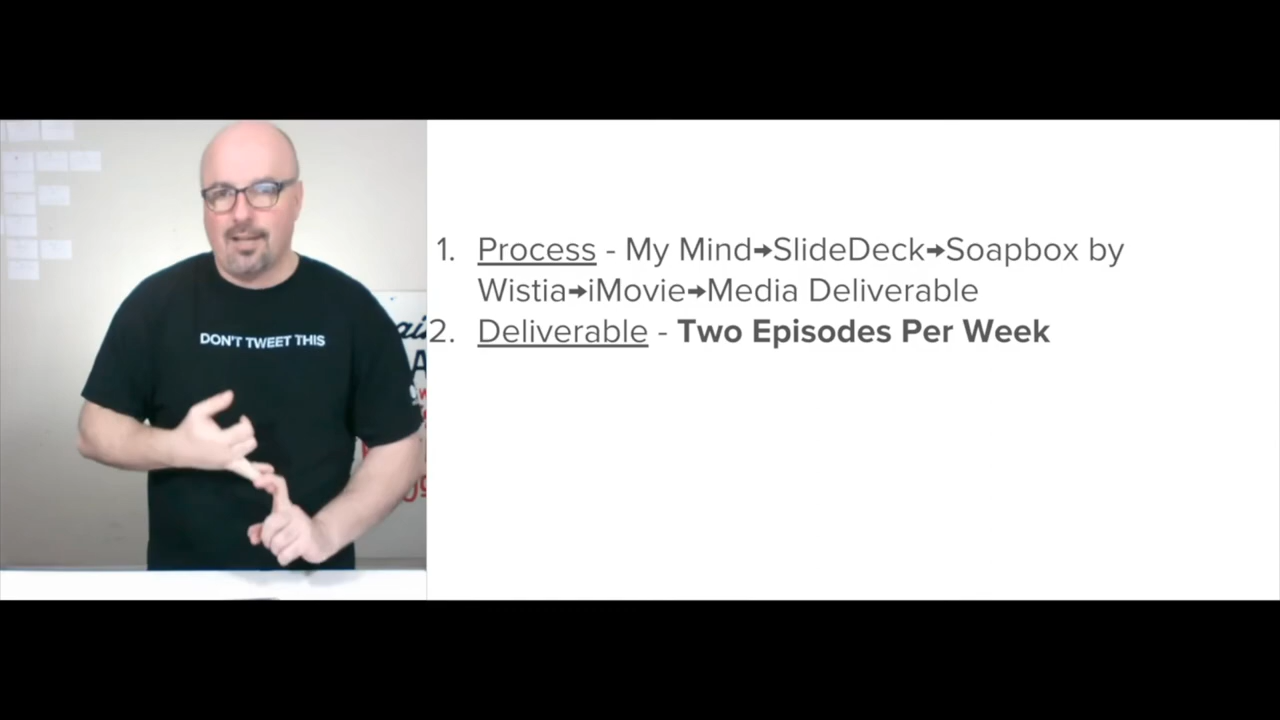 DON'T TWEET THIS
1. Process - My Mind→SlideDeck→Soapbox by
Wistia→iMovie→Media Deliverable
2. Deliverable - Two Episodes Per Week